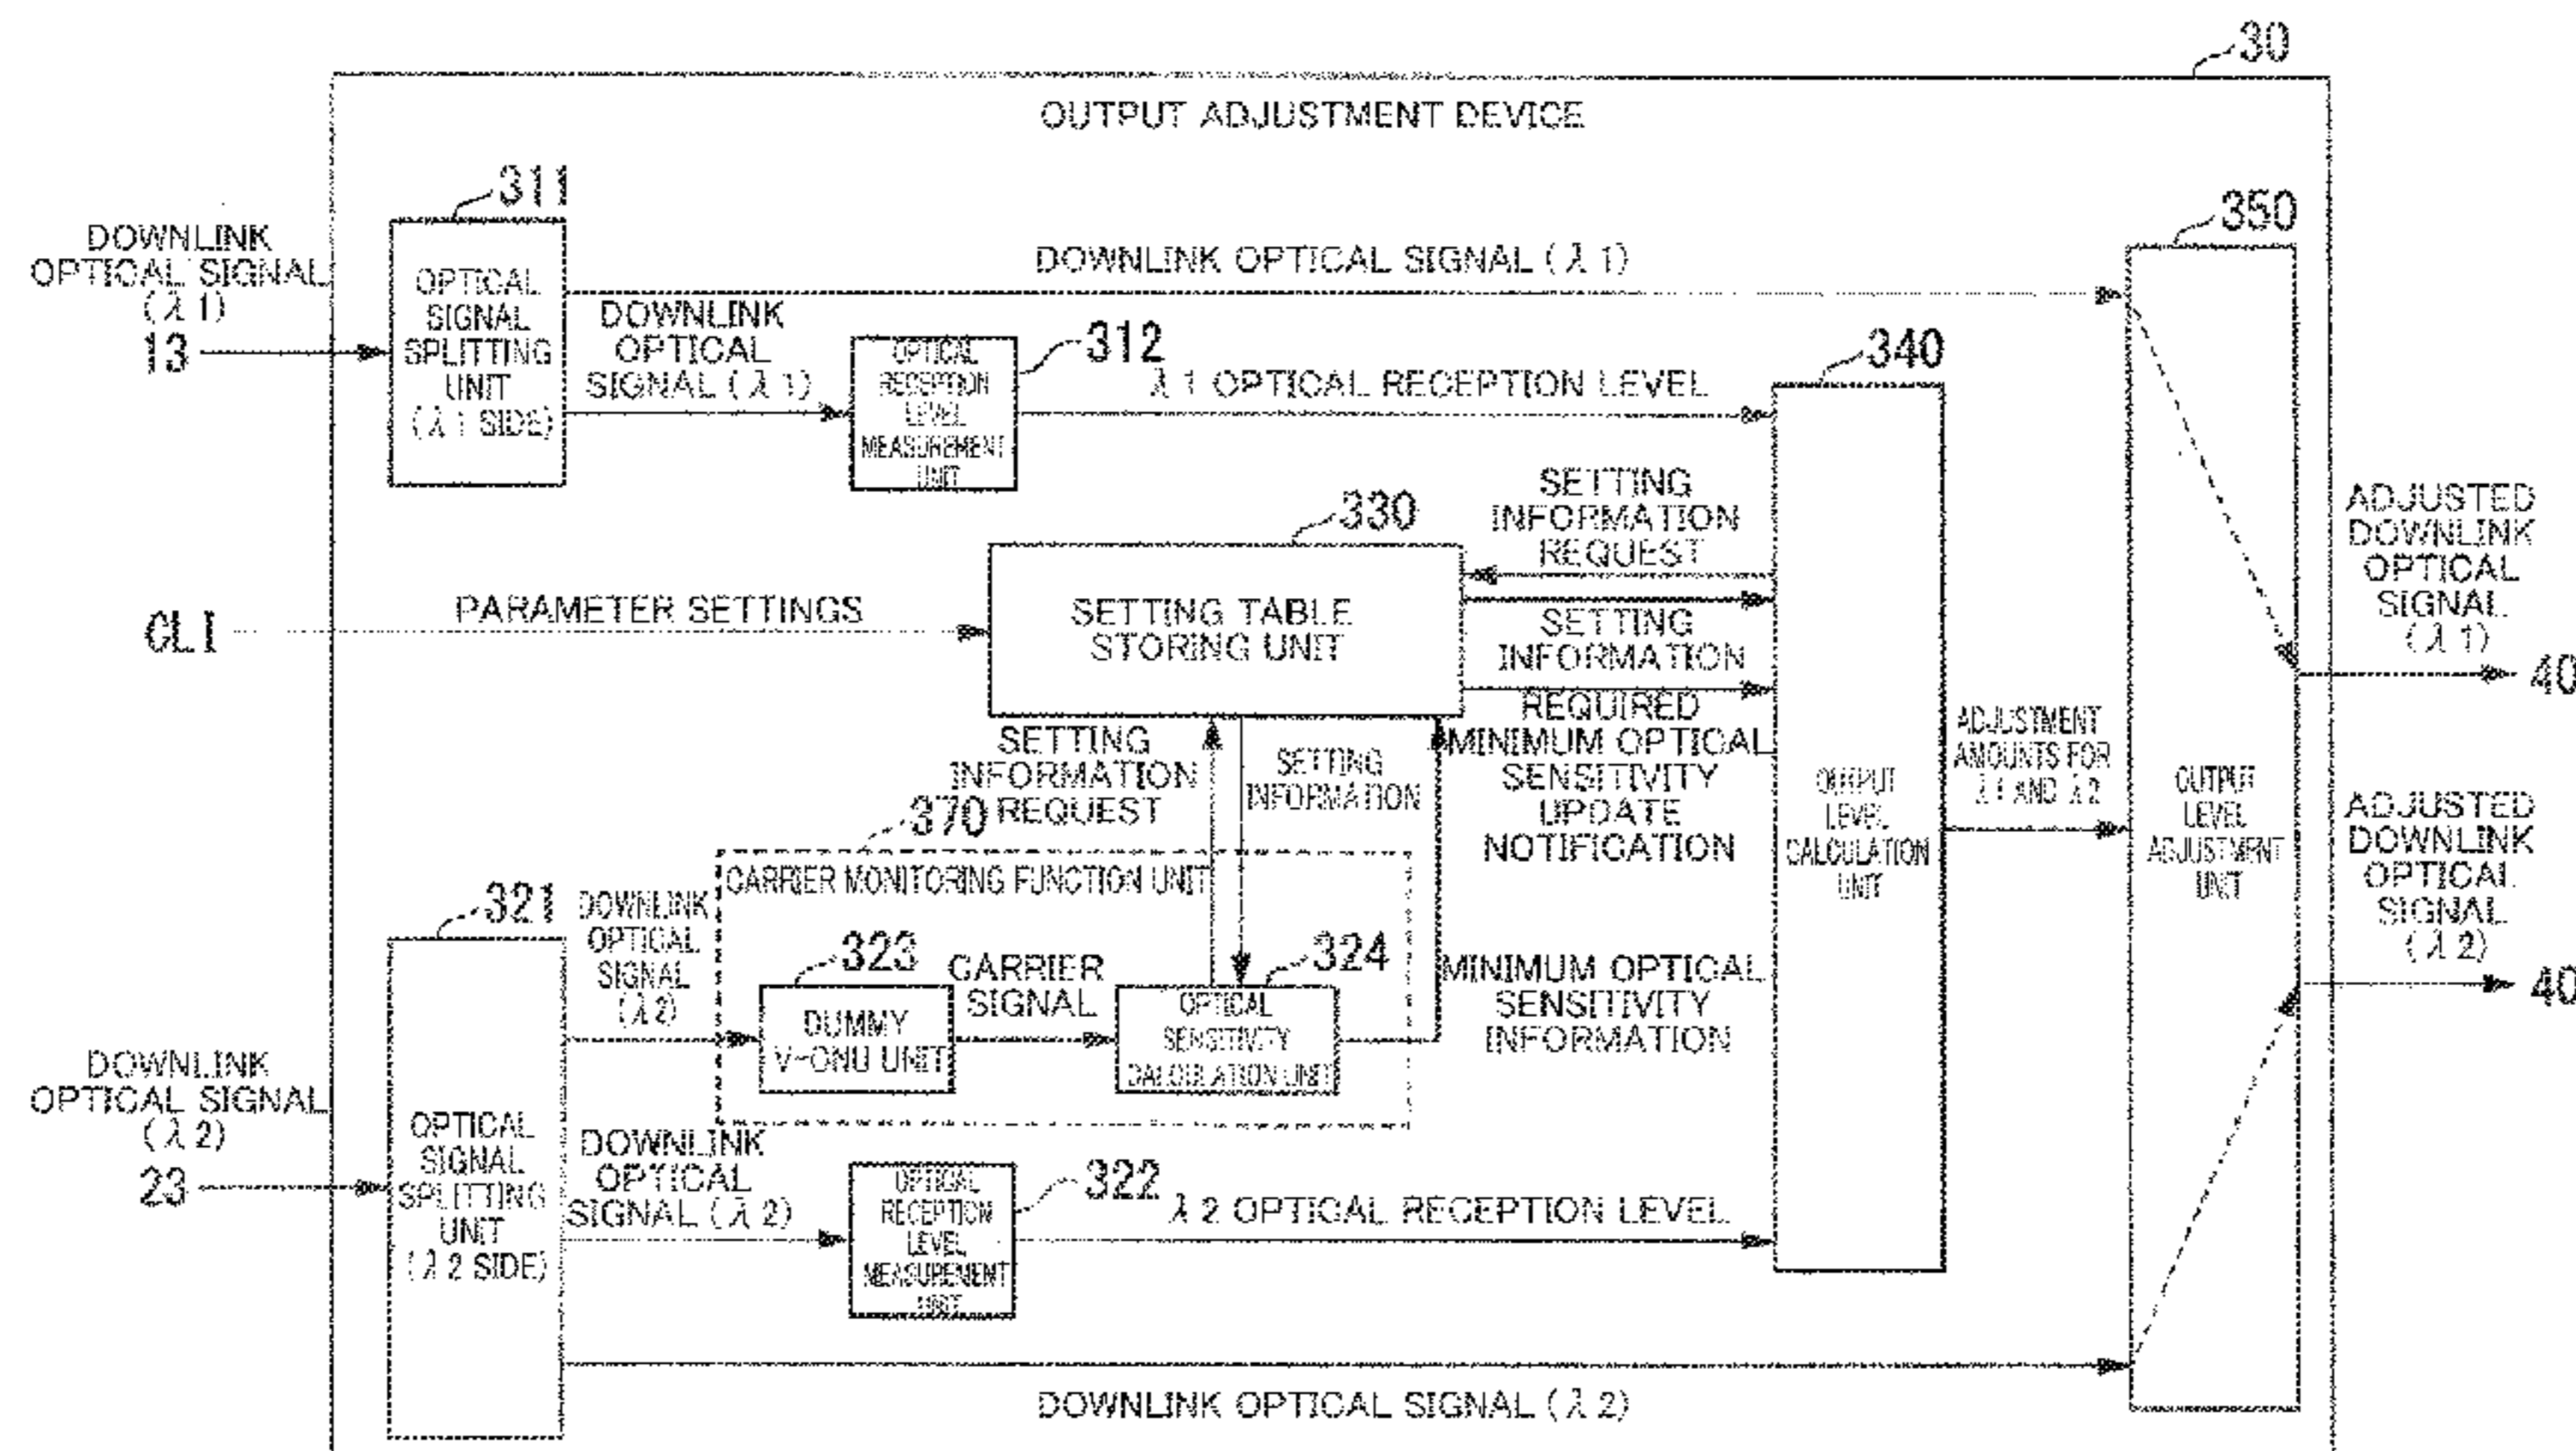 30
OUTPUT ADJUSTMENT DEVICE
311
DOWNLINK
OPTICAL SIGNAL
(λ1)
13
OPTICAL
SIGNAL
SPLITTING
UNIT
(λ1 SIDE)
DOWNLINK OPTICAL SIGNAL (λ1)
350
DOWNLINK
OPTICAL
SIGNAL (λ1)
312
OPTICAL
RECEPTION
LEVEL
MEASUREMENT
UNIT
λ1 OPTICAL RECEPTION LEVEL
340
SETTING
INFORMATION
REQUEST
330
CLI
PARAMETER SETTINGS
SETTING TABLE
STORING UNIT
SETTING
INFORMATION
REQUIRED
MINIMUM OPTICAL
SENSITIVITY
UPDATE
NOTIFICATION
ADJUSTED
DOWNLINK
OPTICAL
SIGNAL
(λ1)
40
SETTING
INFORMATION
REQUEST
SETTING
INFORMATION
OUTPUT
LEVEL
CALCULATION
UNIT
ADJUSTMENT
AMOUNTS FOR
λ1 AND λ2
OUTPUT
LEVEL
ADJUSTMENT
UNIT
ADJUSTED
DOWNLINK
OPTICAL
SIGNAL
(λ2)
40
370
CARRIER MONITORING FUNCTION UNIT
321
DOWNLINK
OPTICAL
SIGNAL
(λ2)
323
DUMMY
V-ONU UNIT
CARRIER
SIGNAL
324
OPTICAL
SENSITIVITY
CALCULATION UNIT
MINIMUM OPTICAL
SENSITIVITY
INFORMATION
DOWNLINK
OPTICAL SIGNAL
(λ2)
23
OPTICAL
SIGNAL
SPLITTING
UNIT
(λ2 SIDE)
DOWNLINK
OPTICAL
SIGNAL (λ2)
322
OPTICAL
RECEPTION
LEVEL
MEASUREMENT
UNIT
λ2 OPTICAL RECEPTION LEVEL
DOWNLINK OPTICAL SIGNAL (λ2)